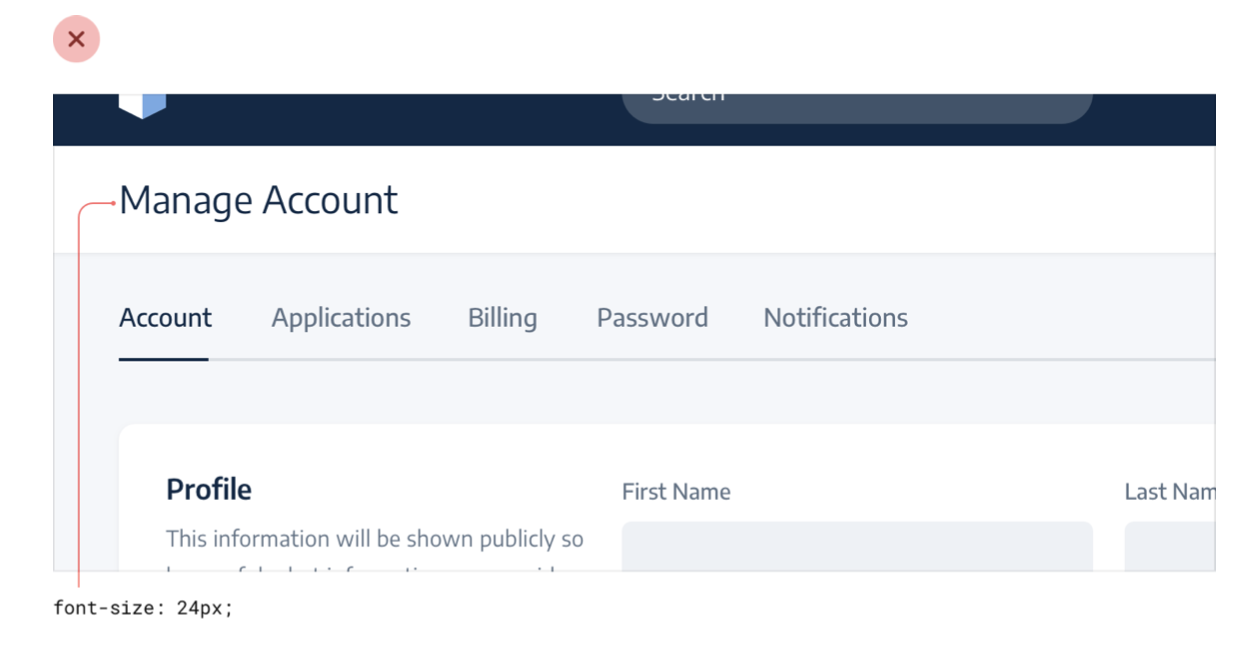 Search
Manage Account
Account Applications Billing Password Notifications
Profile
First Name
Last Nam
This information will be shown publicly so
font-size: 24px;